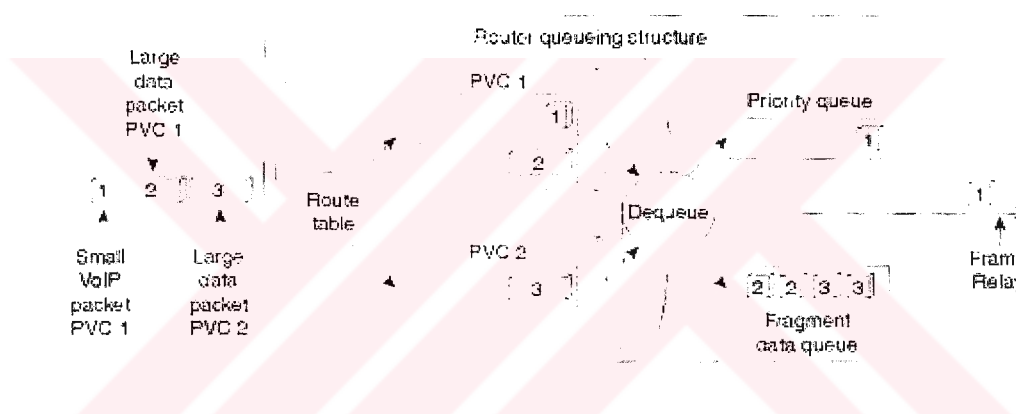 Router queueing structure
Large
data
packet
PVC 1
PVC 1
Priority queue
1
2
1
1 2 3
Route
table
Dequeue
1
Small
VoIP
packet
PVC 1
Large
data
packet
PVC 2
PVC 2
3
2 2 3 3
Fram
Relay
Fragment
data queue